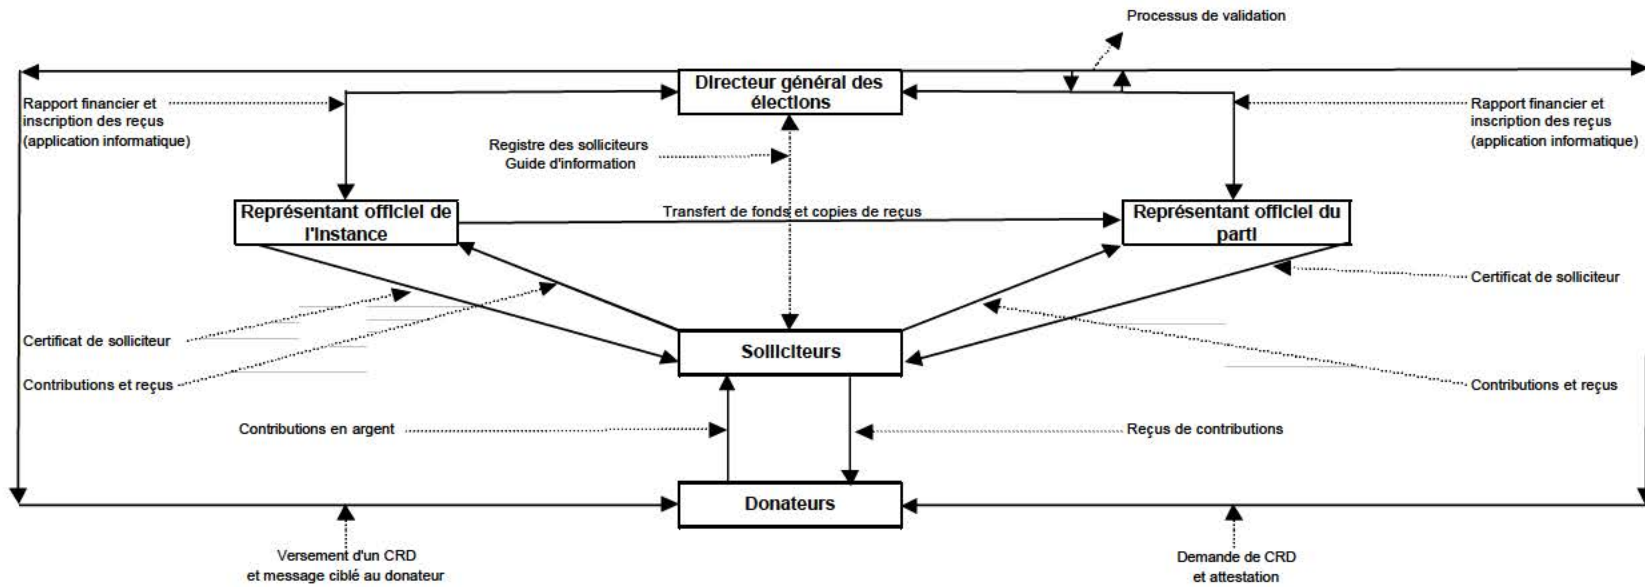 Processus de validation
Directeur général des
élections
Rapport financier et
inscription des reçus
(application informatique)
Rapport financier et
inscription des reçus
(application informatique)
Registre des solliciteurs
Guide d'information
Représentant officiel de
l'instance
Transfert de fonds et copies de reçus
Représentant officiel du
parti
Certificat de solliciteur
Certificat de solliciteur
Solliciteurs
Contributions et reçus
Contributions et reçus
Contributions en argent
Reçus de contributions
Donateurs
Versement d'un CRD
et message ciblé au donateur
Demande de CRD
et attestation